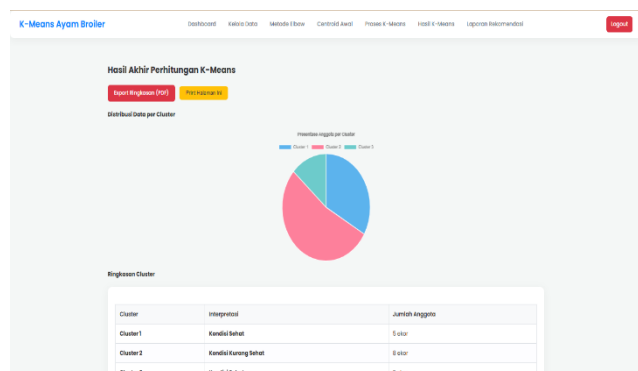 K-Means Ayam Broiler
Dashboard Kelola Data Metode Elbow Centroid Awal Proses K-Means Hasil K-Means Laporan Rekomendasi Logout
Hasil Akhir Perhitungan K-Means
Export Ringkasan (PDF) Print Halaman Ini
Distribusi Data per Cluster
Presentase Anggota per Cluster
Cluster 1 Cluster 2 Cluster 3
Ringkasan Cluster
Cluster Interpretasi Jumlah Anggota
Cluster 1 Kondisi Sehat 5 ekor
Cluster 2 Kondisi Kurang Sehat 8 ekor